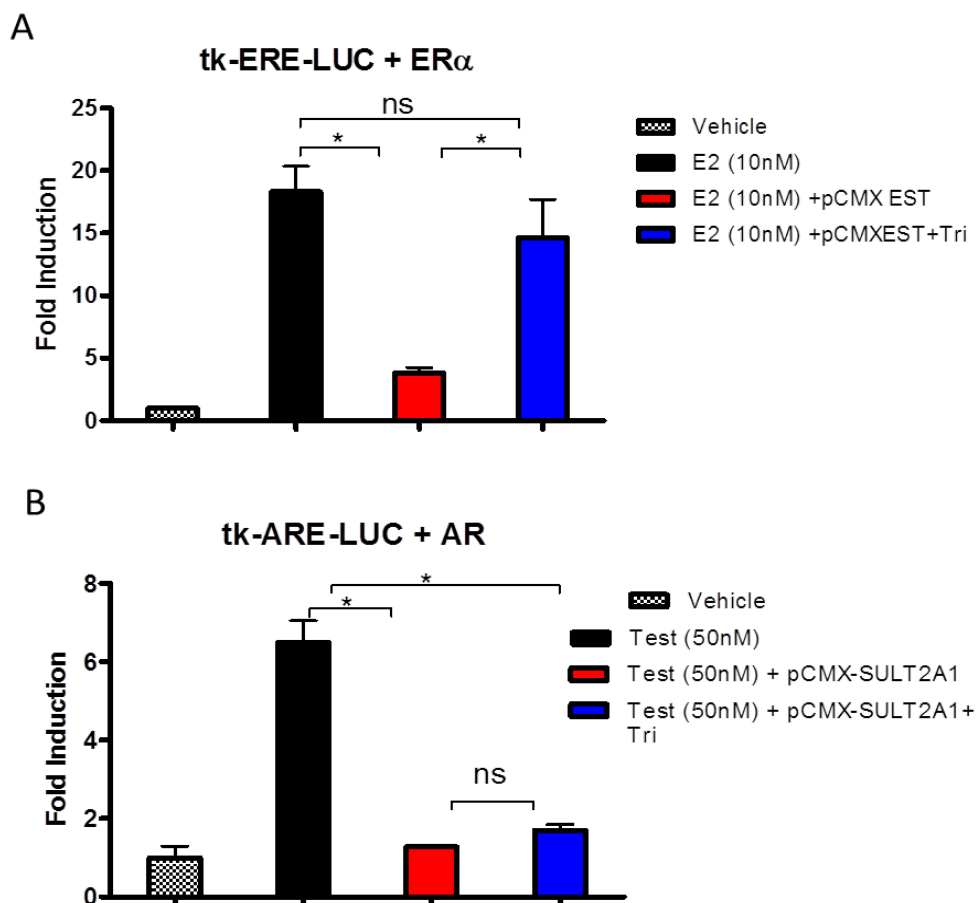 A
tk-ERE-LUC + ERα
25
20
15
10
5
0
Fold Induction
ns
*
*
Vehicle
E2 (10nM)
E2 (10nM) +pCMX EST
E2 (10nM) +pCMXEST+Tri
B
tk-ARE-LUC + AR
8
6
4
2
0
Fold Induction
*
*
ns
Vehicle
Test (50nM)
Test (50nM) + pCMX-SULT2A1
Test (50nM) + pCMX-SULT2A1+
Tri